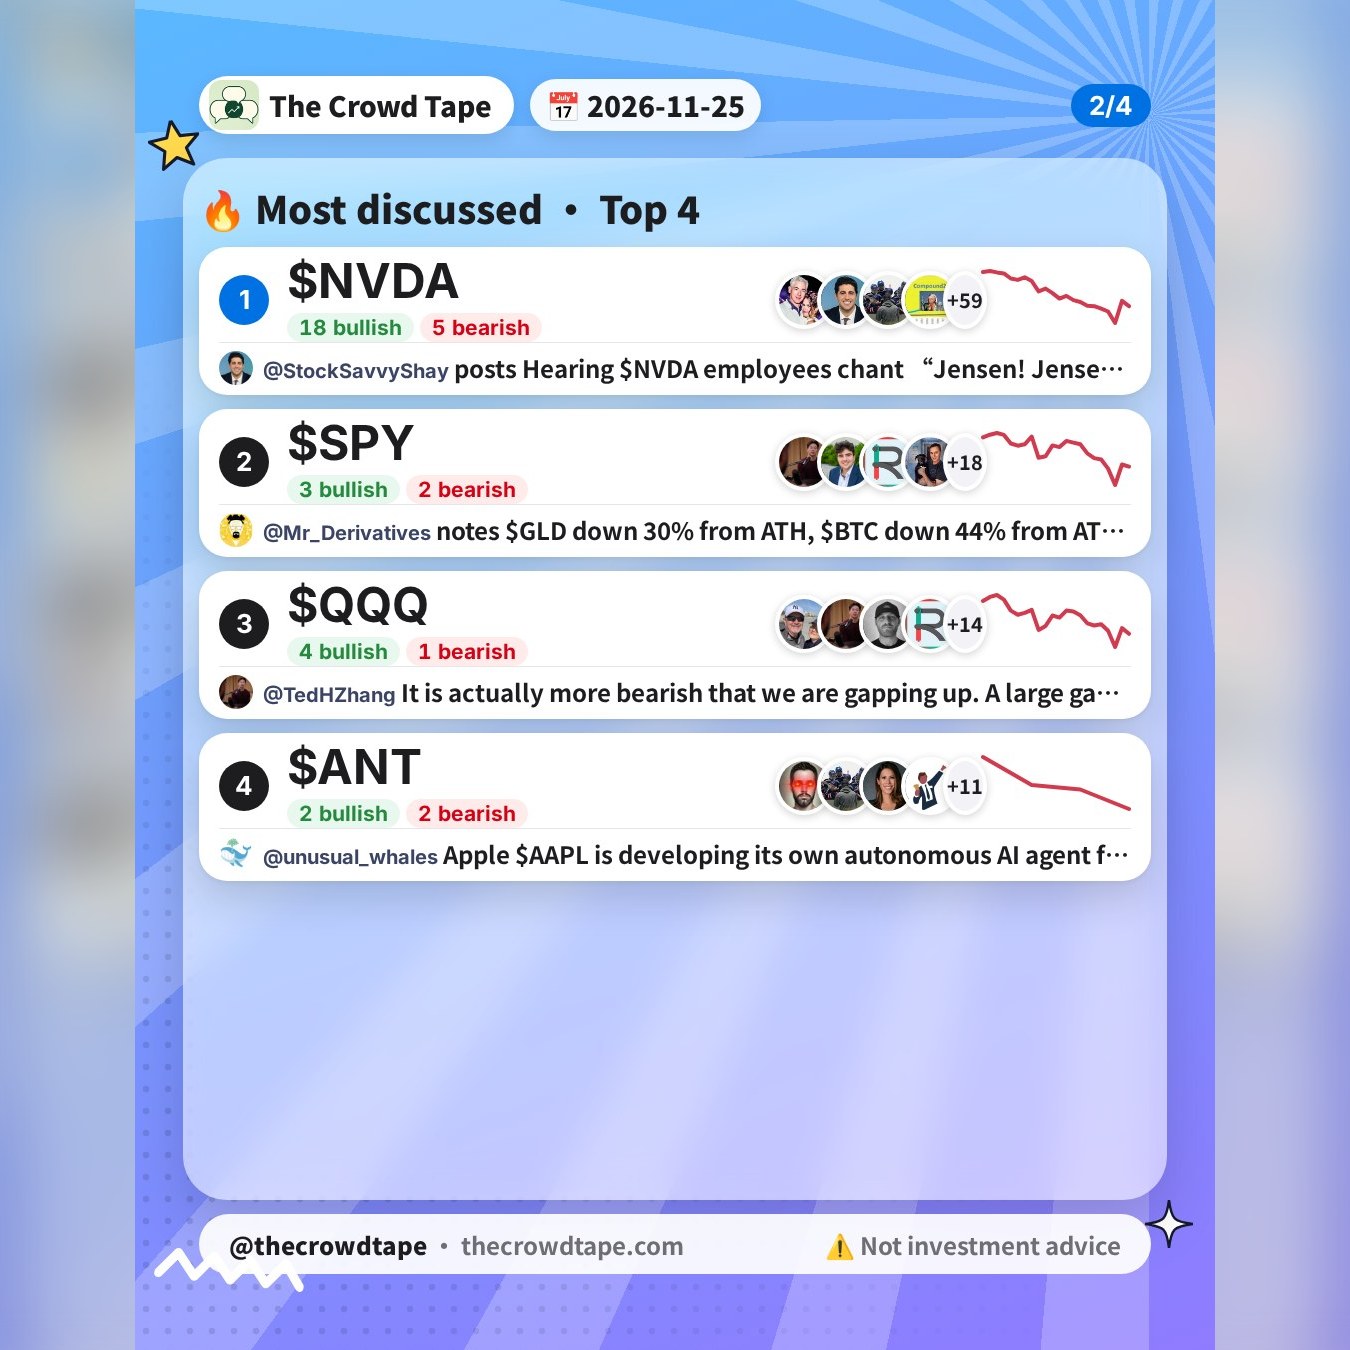 The Crowd Tape
2026-11-25
2/4
🔥 Most discussed • Top 4
1 $NVDA
+59
18 bullish 5 bearish
@StockSavvyShay posts Hearing $NVDA employees chant “Jensen! Jense…
2 $SPY
+18
3 bullish 2 bearish
@Mr_Derivatives notes $GLD down 30% from ATH, $BTC down 44% from AT…
3 $QQQ
+14
4 bullish 1 bearish
@TedHZhang It is actually more bearish that we are gapping up. A large ga…
4 $ANT
+11
2 bullish 2 bearish
@unusual_whales Apple $AAPL is developing its own autonomous AI agent f…
@thecrowdtape • thecrowdtape.com
⚠️ Not investment advice